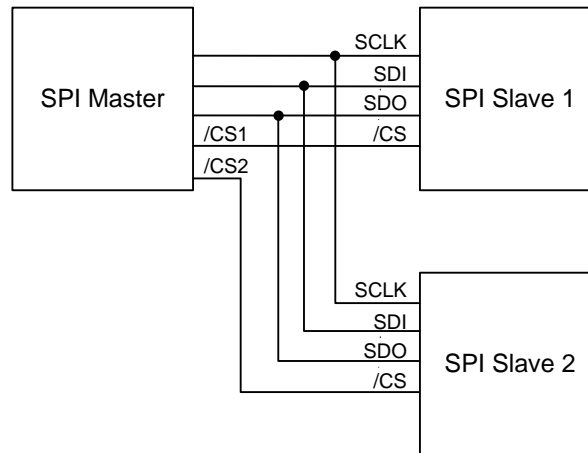 SCLK
SDI
SPI Master
SDO
SPI Slave 1
/CS1
/CS
/CS2
SCLK
SDI
SDO
SPI Slave 2
/CS